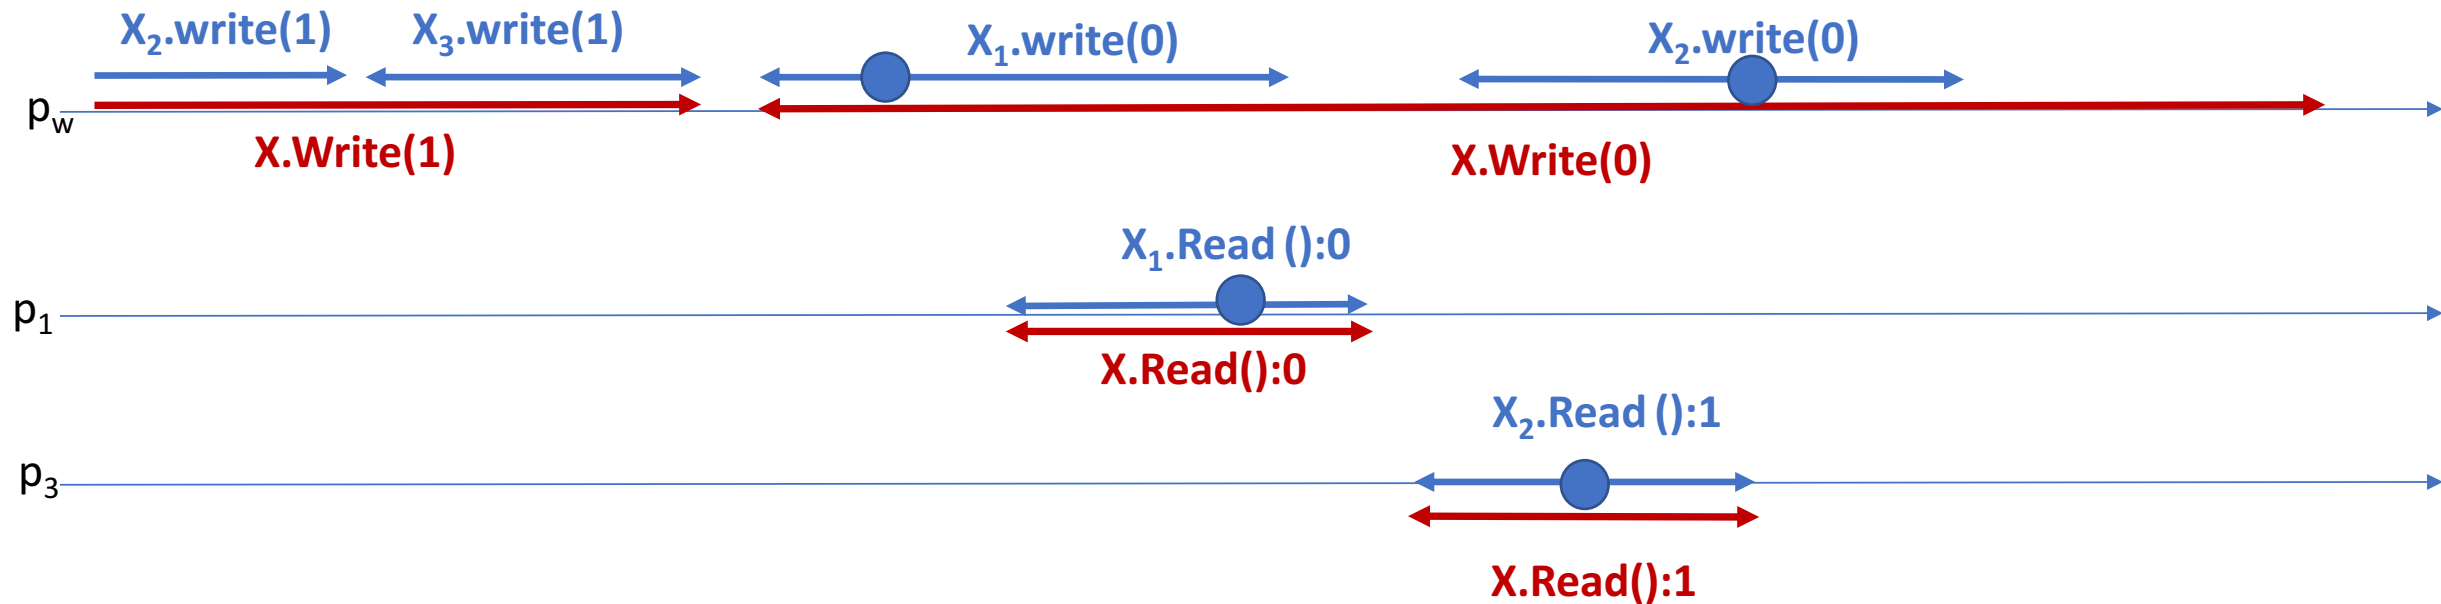 X₂.write(1) X₃.write(1) X₁.write(0) X₂.write(0)
p_w
X.Write(1) X.Write(0)
X₁.Read ():0
p₁
X.Read():0
X₂.Read ():1
p₃
X.Read():1